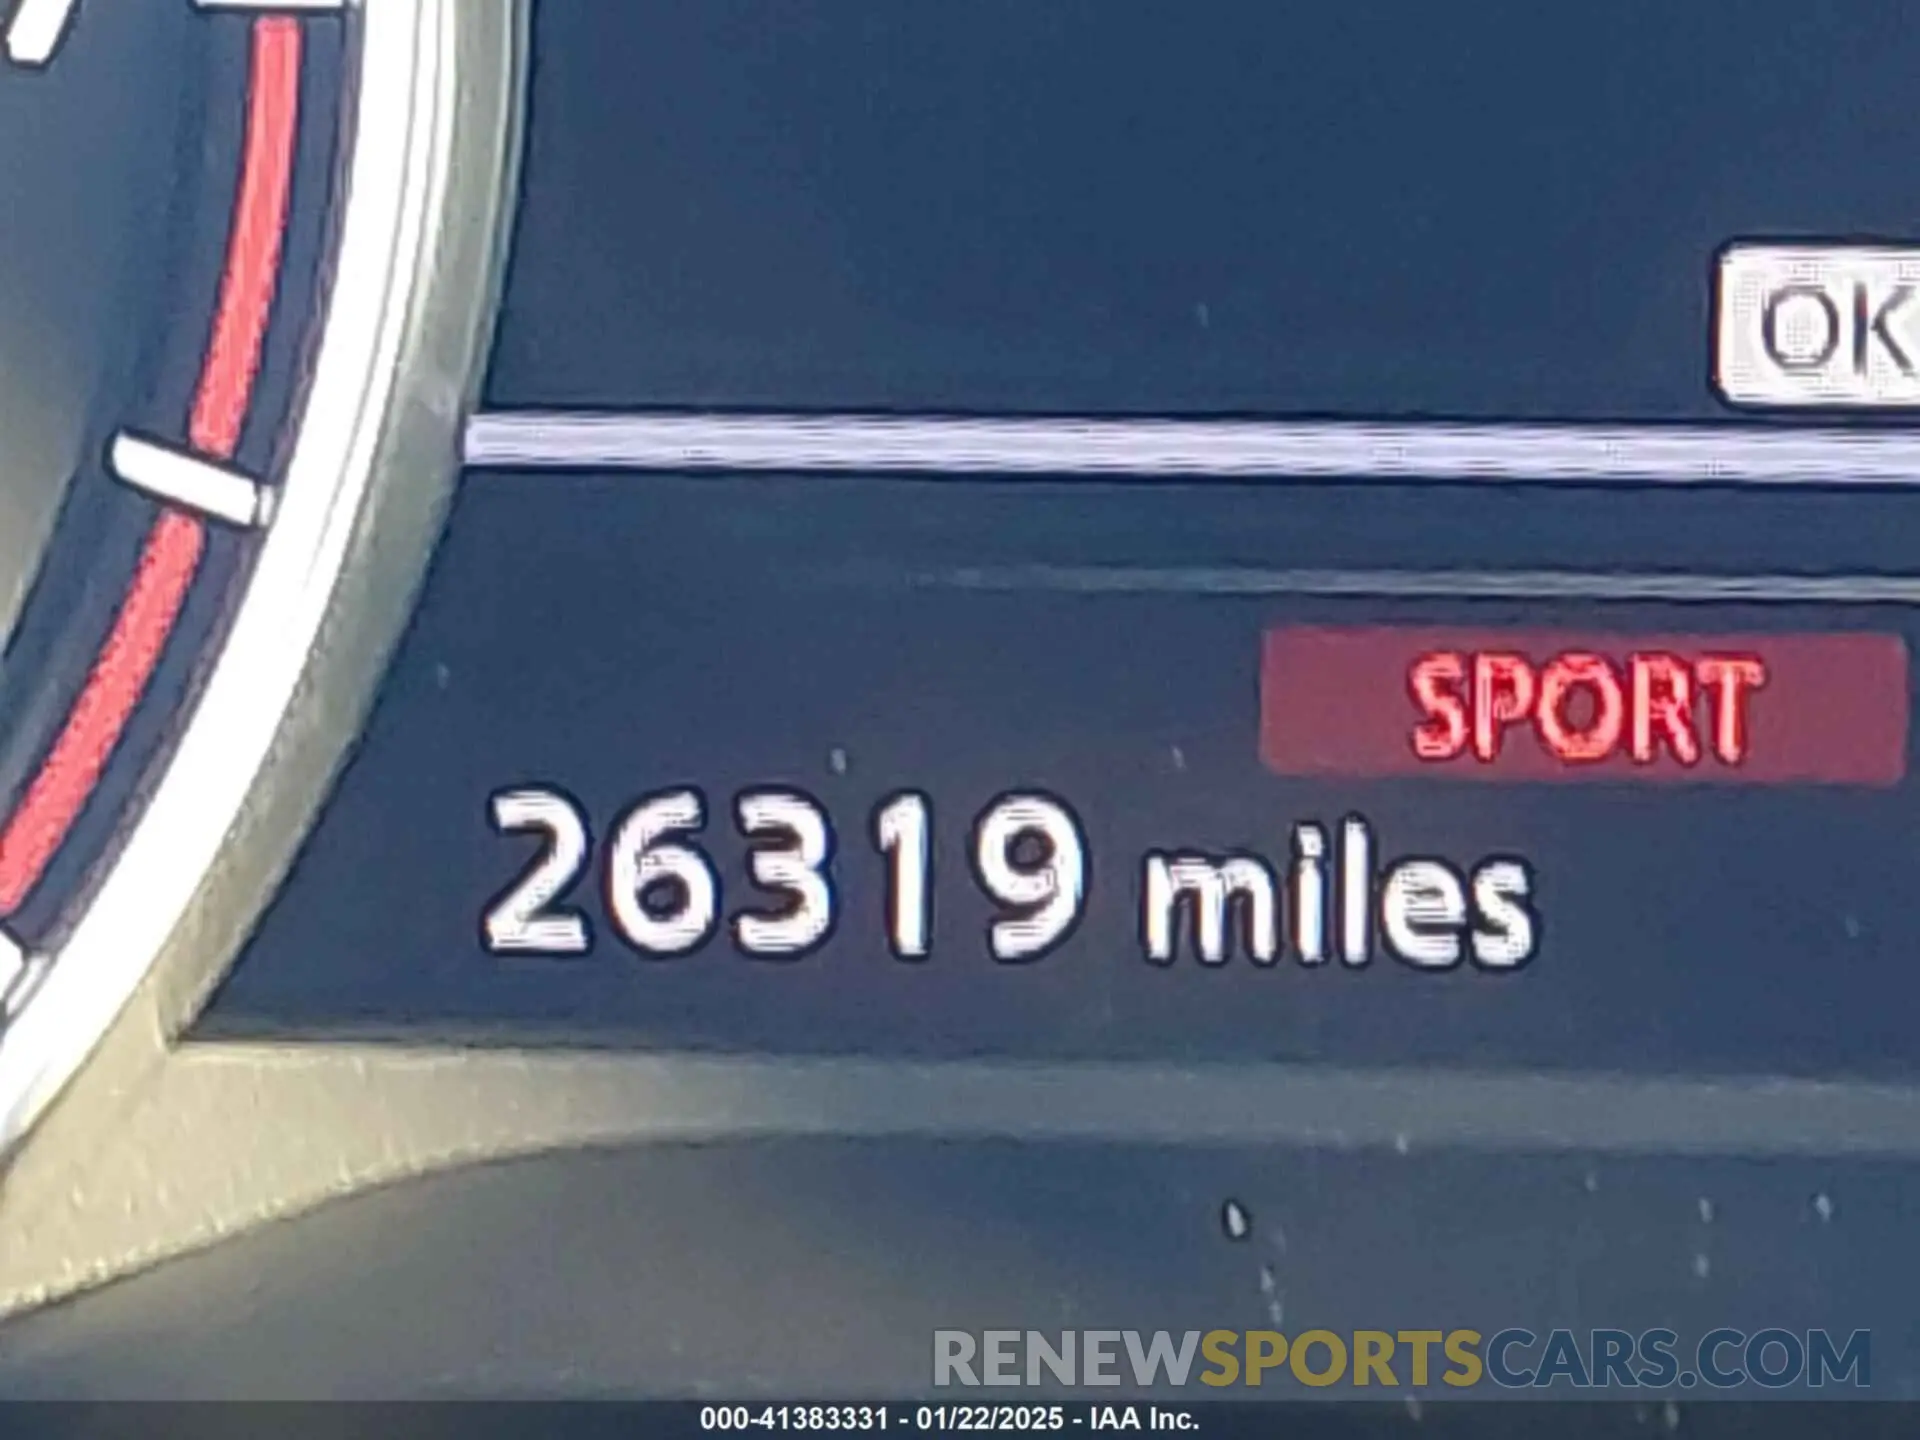 OK
SPORT
26319 miles
RENEWSPORTSCARS.COM
000-41383331 - 01/22/2025 - IAA Inc.